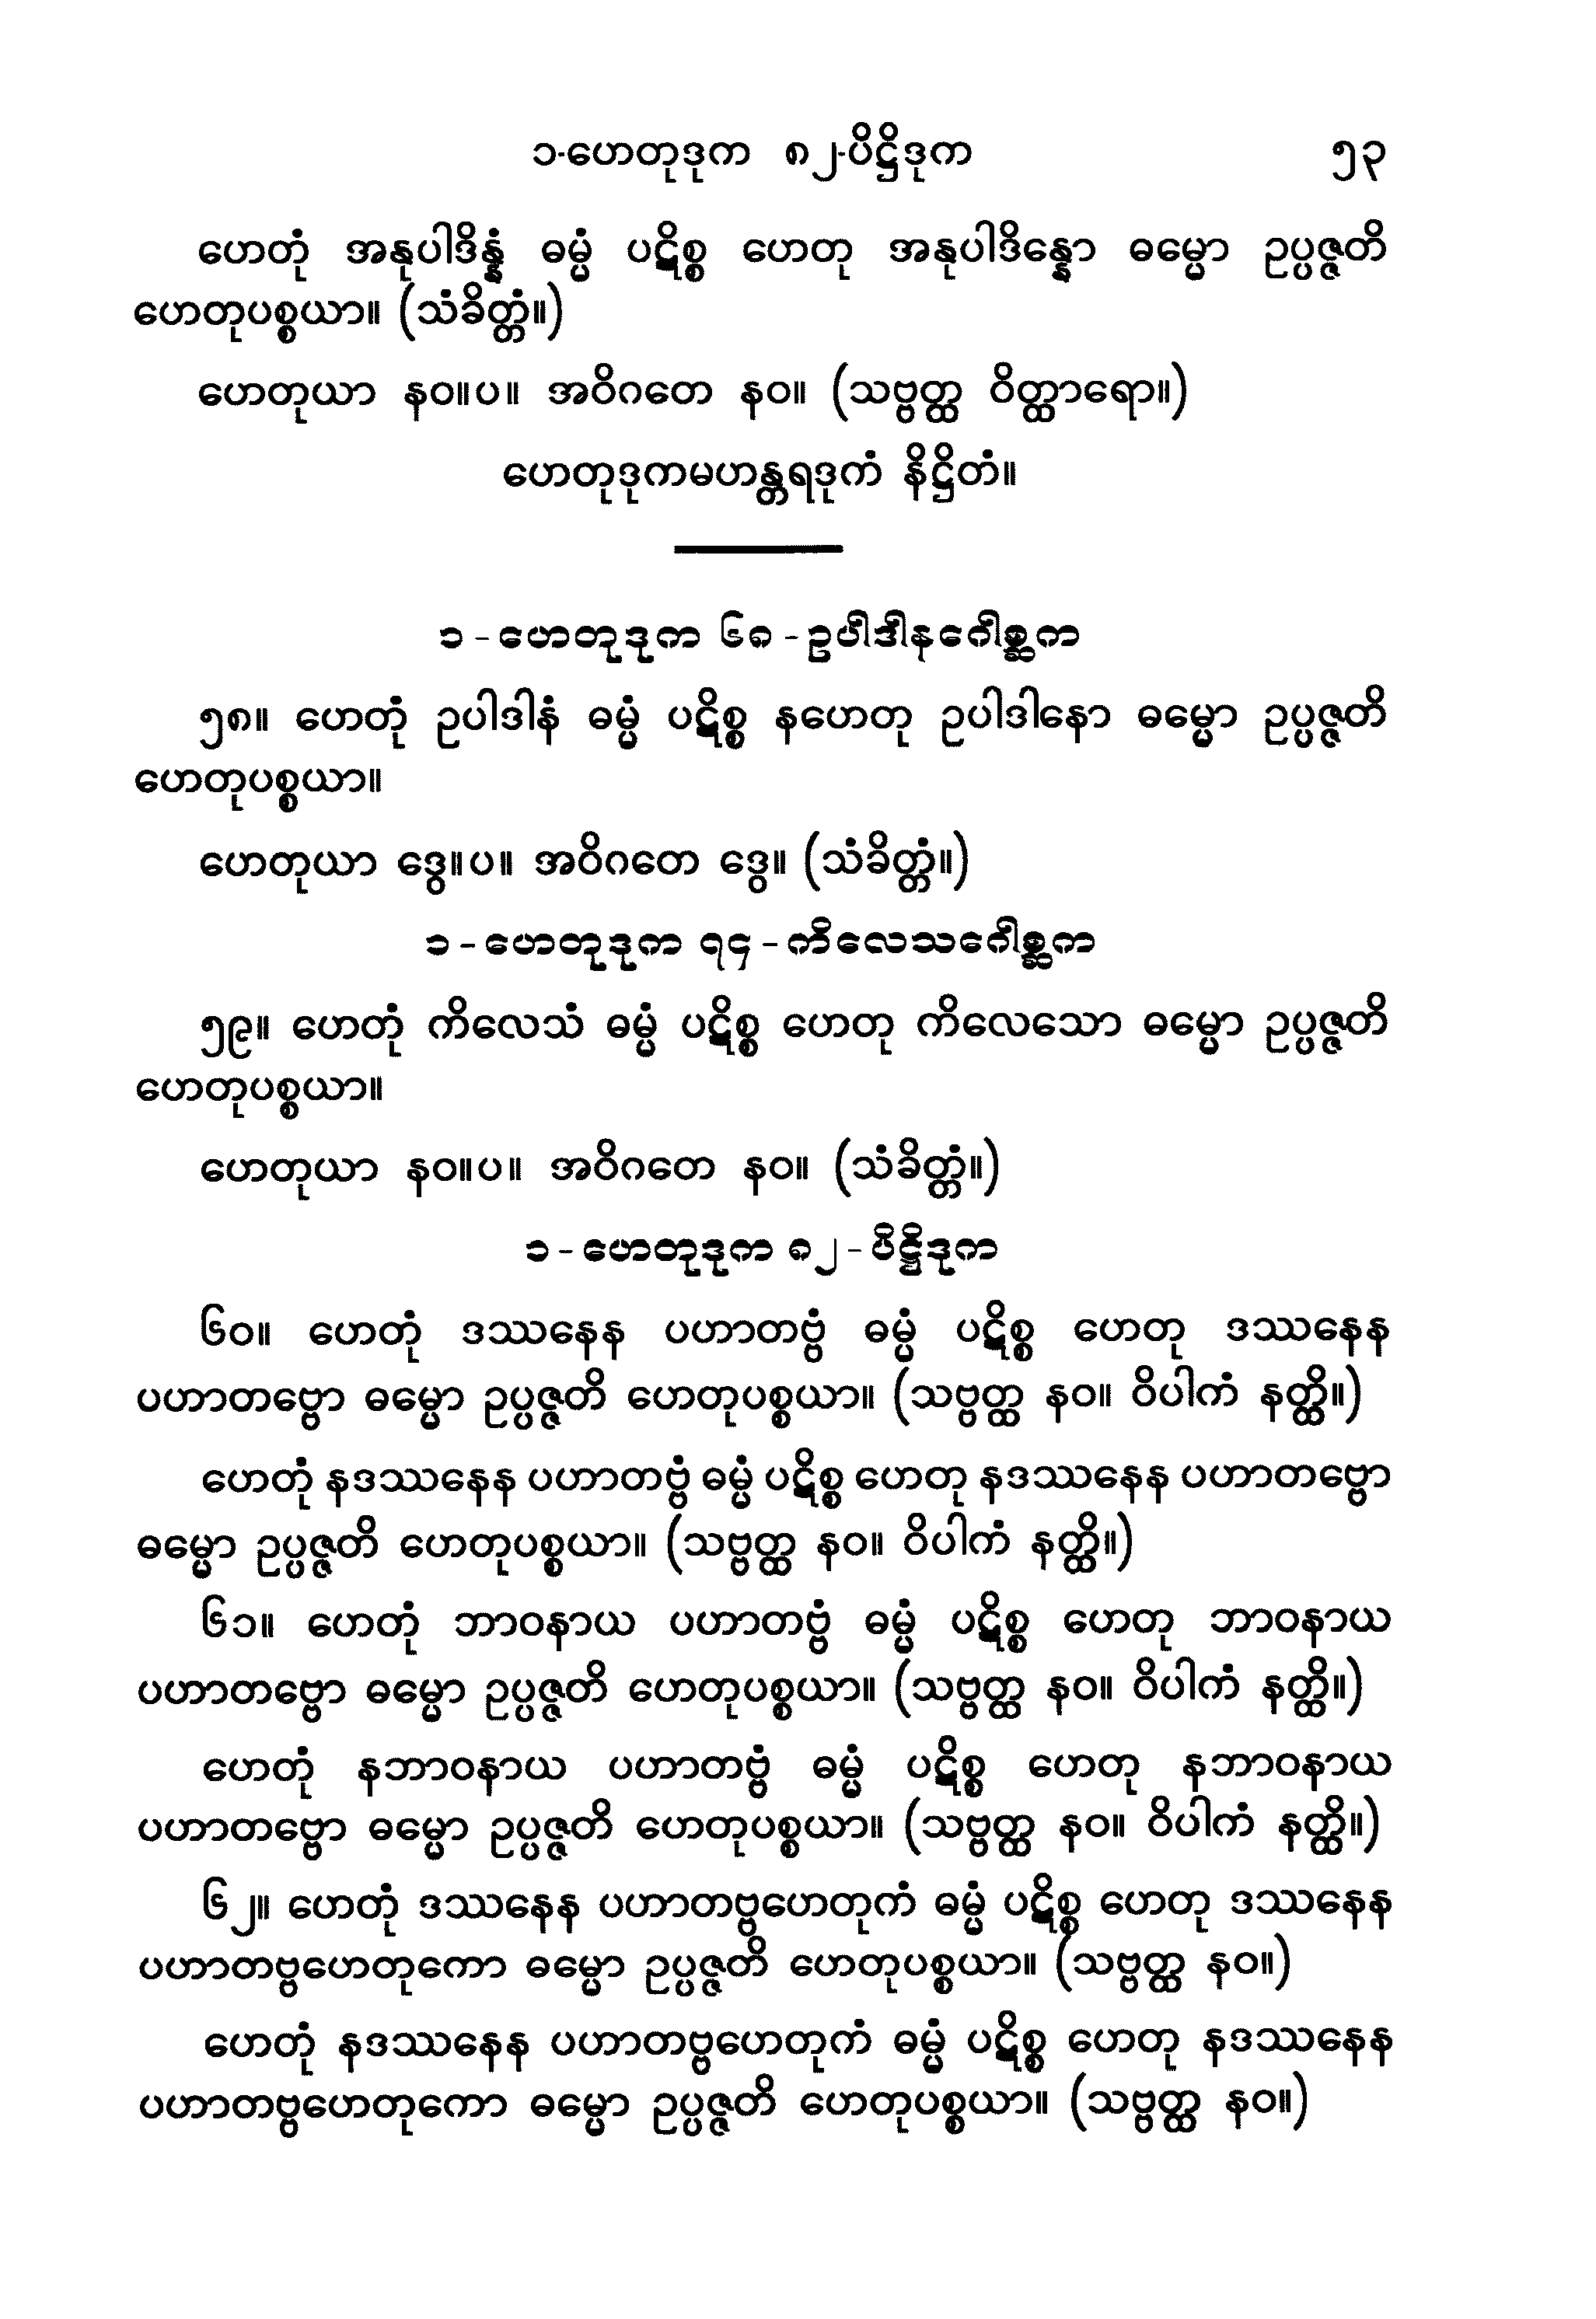 ၁-ဟေတုဒုက ၈၂-ပိဋ္ဌိဒုက ၅၃
ဟေတုံ အနုပါဒိန္နံ ဓမ္မံ ပဋိစ္စ ဟေတု အနုပါဒိန္နော ဓမ္မော ဥပ္ပဇ္ဇတိ
ဟေတုပစ္စယာ။ (သံခိတ္တံ။)
ဟေတုယာ နဝ။ပ။ အဝိဂတေ နဝ။ (သဗ္ဗတ္ထ ဝိတ္ထာရော။)
ဟေတုဒုကမဟန္တရဒုကံ နိဋ္ဌိတံ။
၁ - ဟေတုဒုက ၆၈ - ဥပါဒါနဂေါစ္ဆက
၅၈။ ဟေတုံ ဥပါဒါနံ ဓမ္မံ ပဋိစ္စ နဟေတု ဥပါဒါနော ဓမ္မော ဥပ္ပဇ္ဇတိ
ဟေတုပစ္စယာ။
ဟေတုယာ ဒွေ။ပ။ အဝိဂတေ ဒွေ။ (သံခိတ္တံ။)
၁ - ဟေတုဒုက ၇၄ - ကိလေသဂေါစ္ဆက
၅၉။ ဟေတုံ ကိလေသံ ဓမ္မံ ပဋိစ္စ ဟေတု ကိလေသော ဓမ္မော ဥပ္ပဇ္ဇတိ
ဟေတုပစ္စယာ။
ဟေတုယာ နဝ။ပ။ အဝိဂတေ နဝ။ (သံခိတ္တံ။)
၁ - ဟေတုဒုက ၈၂ - ပိဋ္ဌိဒုက
၆၀။ ဟေတုံ ဒဿနေန ပဟာတဗ္ဗံ ဓမ္မံ ပဋိစ္စ ဟေတု ဒဿနေန
ပဟာတဗ္ဗော ဓမ္မော ဥပ္ပဇ္ဇတိ ဟေတုပစ္စယာ။ (သဗ္ဗတ္ထ နဝ။ ဝိပါကံ နတ္ထိ။)
ဟေတုံ နဒဿနေန ပဟာတဗ္ဗံ ဓမ္မံ ပဋိစ္စ ဟေတု နဒဿနေန ပဟာတဗ္ဗော
ဓမ္မော ဥပ္ပဇ္ဇတိ ဟေတုပစ္စယာ။ (သဗ္ဗတ္ထ နဝ။ ဝိပါကံ နတ္ထိ။)
၆၁။ ဟေတုံ ဘာဝနာယ ပဟာတဗ္ဗံ ဓမ္မံ ပဋိစ္စ ဟေတု ဘာဝနာယ
ပဟာတဗ္ဗော ဓမ္မော ဥပ္ပဇ္ဇတိ ဟေတုပစ္စယာ။ (သဗ္ဗတ္ထ နဝ။ ဝိပါကံ နတ္ထိ။)
ဟေတုံ နဘာဝနာယ ပဟာတဗ္ဗံ ဓမ္မံ ပဋိစ္စ ဟေတု နဘာဝနာယ
ပဟာတဗ္ဗော ဓမ္မော ဥပ္ပဇ္ဇတိ ဟေတုပစ္စယာ။ (သဗ္ဗတ္ထ နဝ။ ဝိပါကံ နတ္ထိ။)
၆၂။ ဟေတုံ ဒဿနေန ပဟာတဗ္ဗဟေတုကံ ဓမ္မံ ပဋိစ္စ ဟေတု ဒဿနေန
ပဟာတဗ္ဗဟေတုကော ဓမ္မော ဥပ္ပဇ္ဇတိ ဟေတုပစ္စယာ။ (သဗ္ဗတ္ထ နဝ။)
ဟေတုံ နဒဿနေန ပဟာတဗ္ဗဟေတုကံ ဓမ္မံ ပဋိစ္စ ဟေတု နဒဿနေန
ပဟာတဗ္ဗဟေတုကော ဓမ္မော ဥပ္ပဇ္ဇတိ ဟေတုပစ္စယာ။ (သဗ္ဗတ္ထ နဝ။)